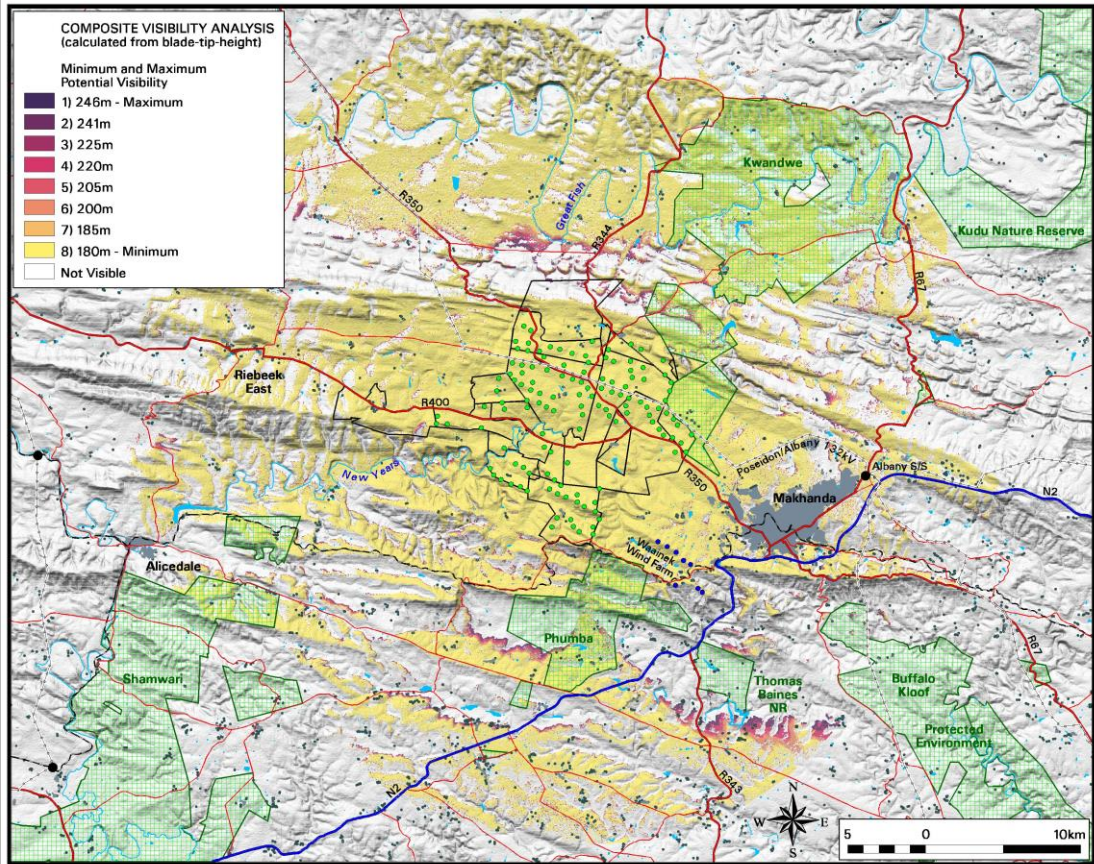 COMPOSITE VISIBILITY ANALYSIS
(calculated from blade-tip-height)
Minimum and Maximum
Potential Visibility
1) 246m - Maximum
2) 241m
3) 225m
4) 220m
5) 205m
6) 200m
7) 185m
8) 180m - Minimum
Not Visible
Kwandwe
R350
Great Fish
R344
Kudu Nature Reserve
R67
Riebeek
East
R400
New Years
Poseidon/Albany 132kV
Albany S/S
R350
Makhanda
N2
Waainek
Wind Farm
Alicedale
Phumba
Shamwari
Thomas
Baines
NR
Buffalo
Kloof
R67
Protected
Environment
N2
R343
N
W E
S
5 0 10km